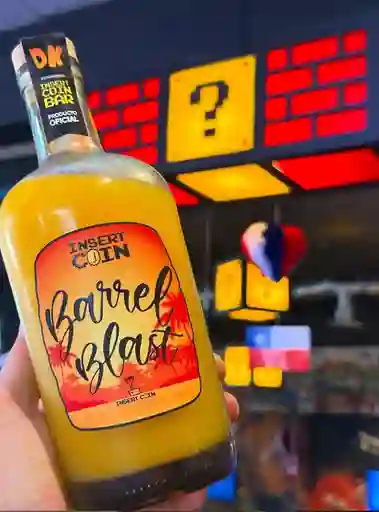 DK
INSERT
COIN
BAR
PRODUCTO
OFICIAL
?
INSERT
COIN
Barrel
Blast
INSERT COIN